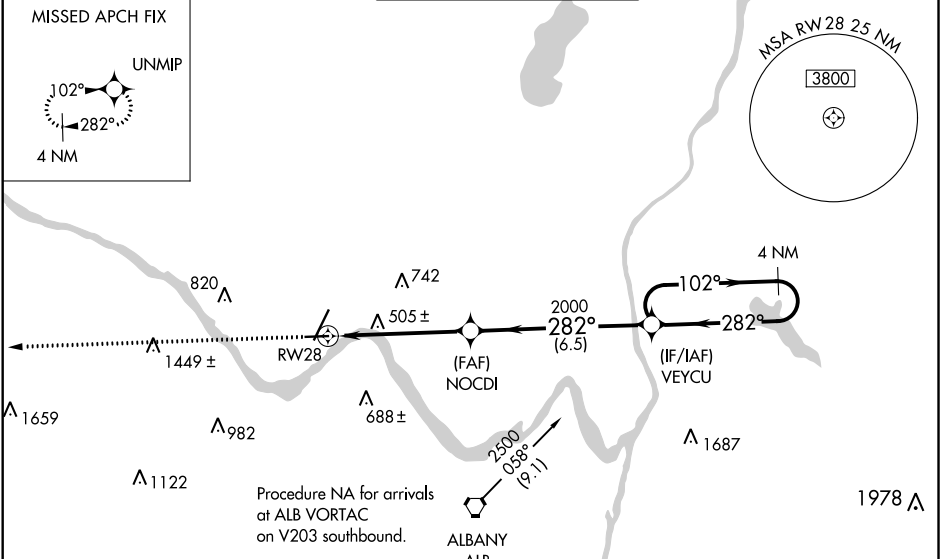 MISSED APCH FIX
UNMIP
102°
282°
4 NM
MSA RW 28 25 NM
3800
4 NM
820
742
102°
505 ±
2000
282°
(6.5)
282°
1449 ±
RW28
(FAF)
NOCDI
(IF/IAF)
VEYCU
1659
982
688 ±
1687
1122
2500
058°
(9.1)
Procedure NA for arrivals
at ALB VORTAC
on V203 southbound.
1978
ALBANY
ALB